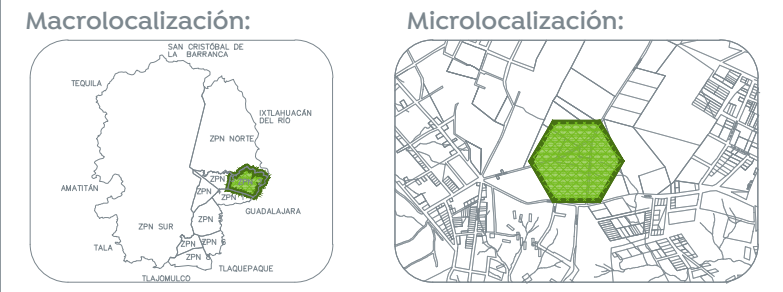 Macrolocalización:
Microlocalización:
SAN CRISTÓBAL DE
LA BARRANCA
TEQUILA
IXTLAHUACÁN
DEL RÍO
ZPN NORTE
ZPN
AMATITÁN
ZPN
ZPN
GUADALAJARA
ZPN
ZPN SUR
ZPN
ZPN
TALA
ZPN
TLAQUEPAQUE
TLAJOMULCO